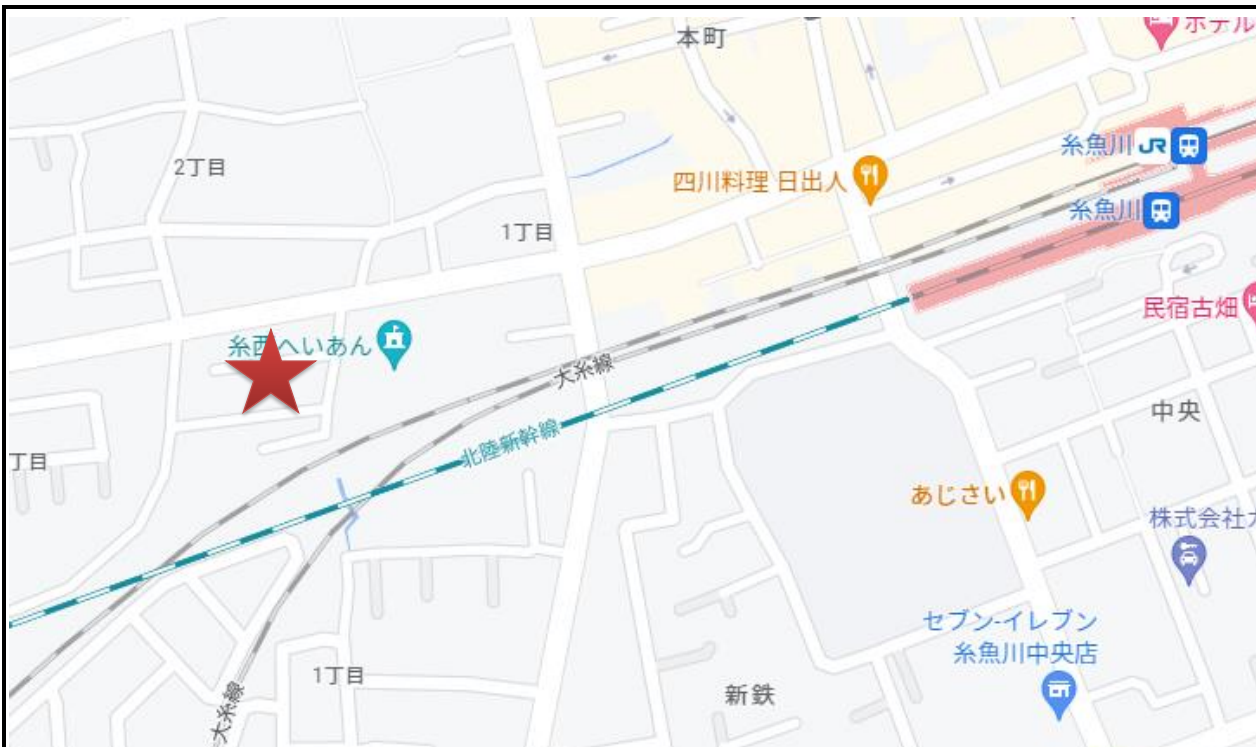 本町
ホテル
糸魚川 JR
2丁目
四川料理 日出人
糸魚川
1丁目
民宿古畑
糸西へいあん
大糸線
中央
北陸新幹線
丁目
あじさい
株式会社
セブン-イレブン
糸魚川中央店
1丁目
新鉄
大糸線